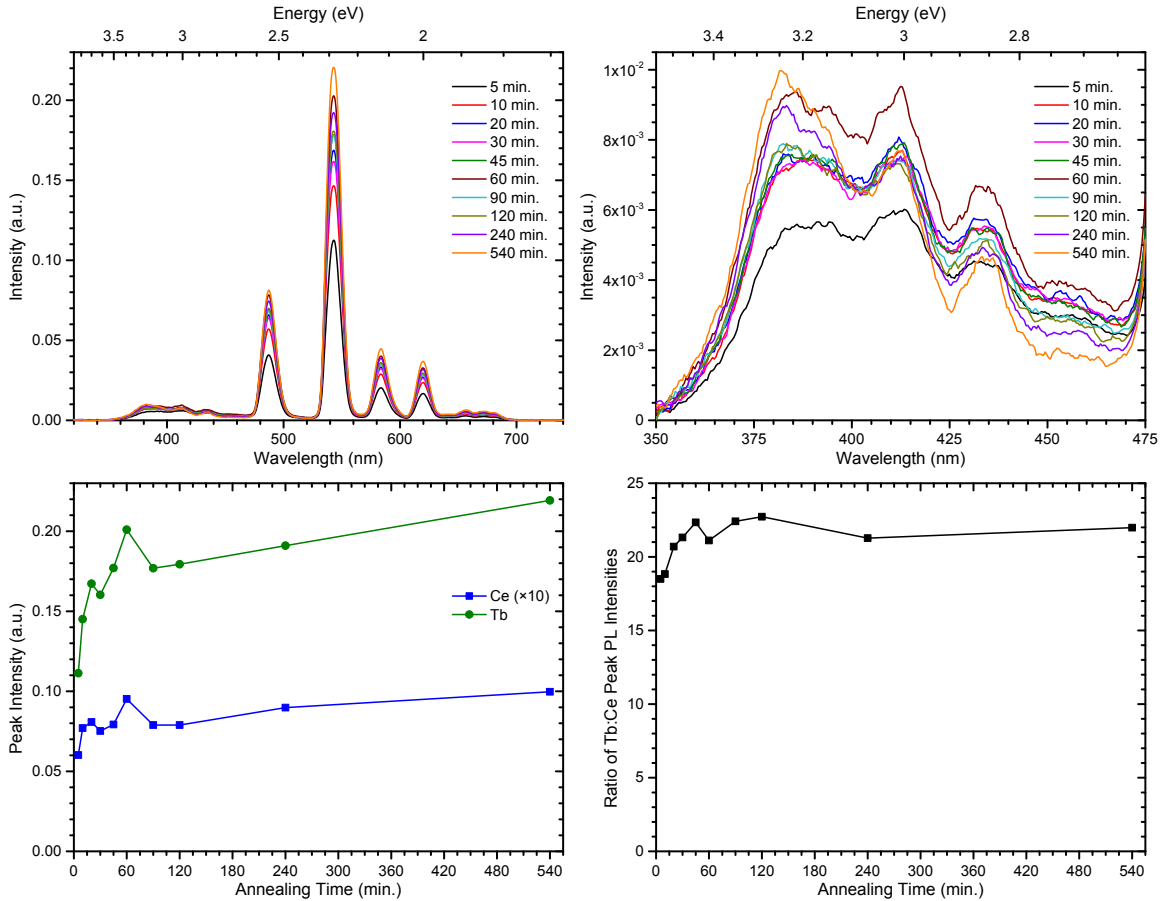 Energy (eV)
3.5 3 2.5 2
0.20
0.15
0.10
0.05
0.00
Intensity (a.u.)
5 min.
10 min.
20 min.
30 min.
45 min.
60 min.
90 min.
120 min.
240 min.
540 min.
400 500 600 700
Wavelength (nm)
Energy (eV)
3.4 3.2 3 2.8
1x10⁻²
8x10⁻³
6x10⁻³
4x10⁻³
2x10⁻³
0
Intensity (a.u.)
5 min.
10 min.
20 min.
30 min.
45 min.
60 min.
90 min.
120 min.
240 min.
540 min.
350 375 400 425 450 475
Wavelength (nm)
0.20
0.15
0.10
0.05
0.00
Peak Intensity (a.u.)
Ce (×10)
Tb
0 60 120 180 240 300 360 420 480 540
Annealing Time (min.)
25
20
15
10
5
0
Ratio of Tb:Ce Peak PL Intensities
0 60 120 180 240 300 360 420 480 540
Annealing Time (min.)